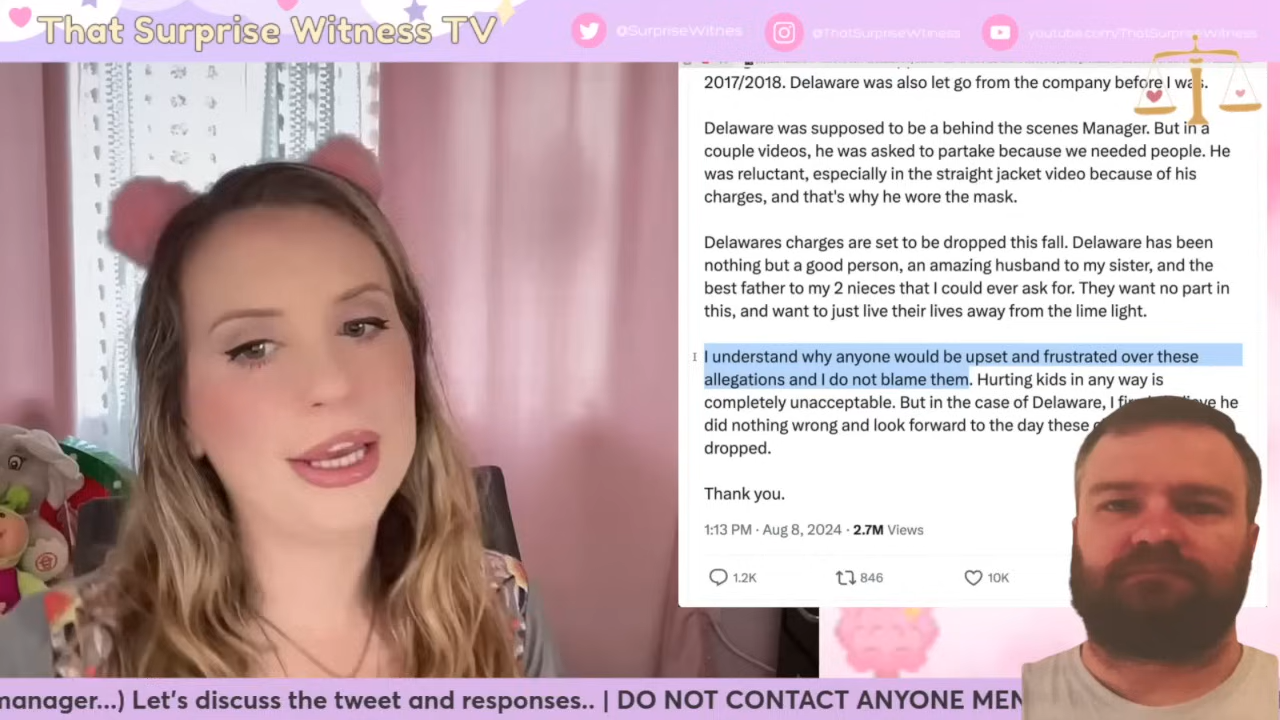 That Surprise Witness TV
@SurpriseWitnes
@ThatSurpriseWitness
youtube.com/ThatSurpriseWitness
2017/2018. Delaware was also let go from the company before I was.
Delaware was supposed to be a behind the scenes Manager. But in a
couple videos, he was asked to partake because we needed people. He
was reluctant, especially in the straight jacket video because of his
charges, and that's why he wore the mask.
Delawares charges are set to be dropped this fall. Delaware has been
nothing but a good person, an amazing husband to my sister, and the
best father to my 2 nieces that I could ever ask for. They want no part in
this, and want to just live their lives away from the lime light.
I understand why anyone would be upset and frustrated over these
allegations and I do not blame them. Hurting kids in any way is
completely unacceptable. But in the case of Delaware, I he
did nothing wrong and look forward to the day these
dropped.
Thank you.
1:13 PM · Aug 8, 2024 · 2.7M Views
1.2K
846
10K
manager...) Let's discuss the tweet and responses.. | DO NOT CONTACT ANYONE MEN